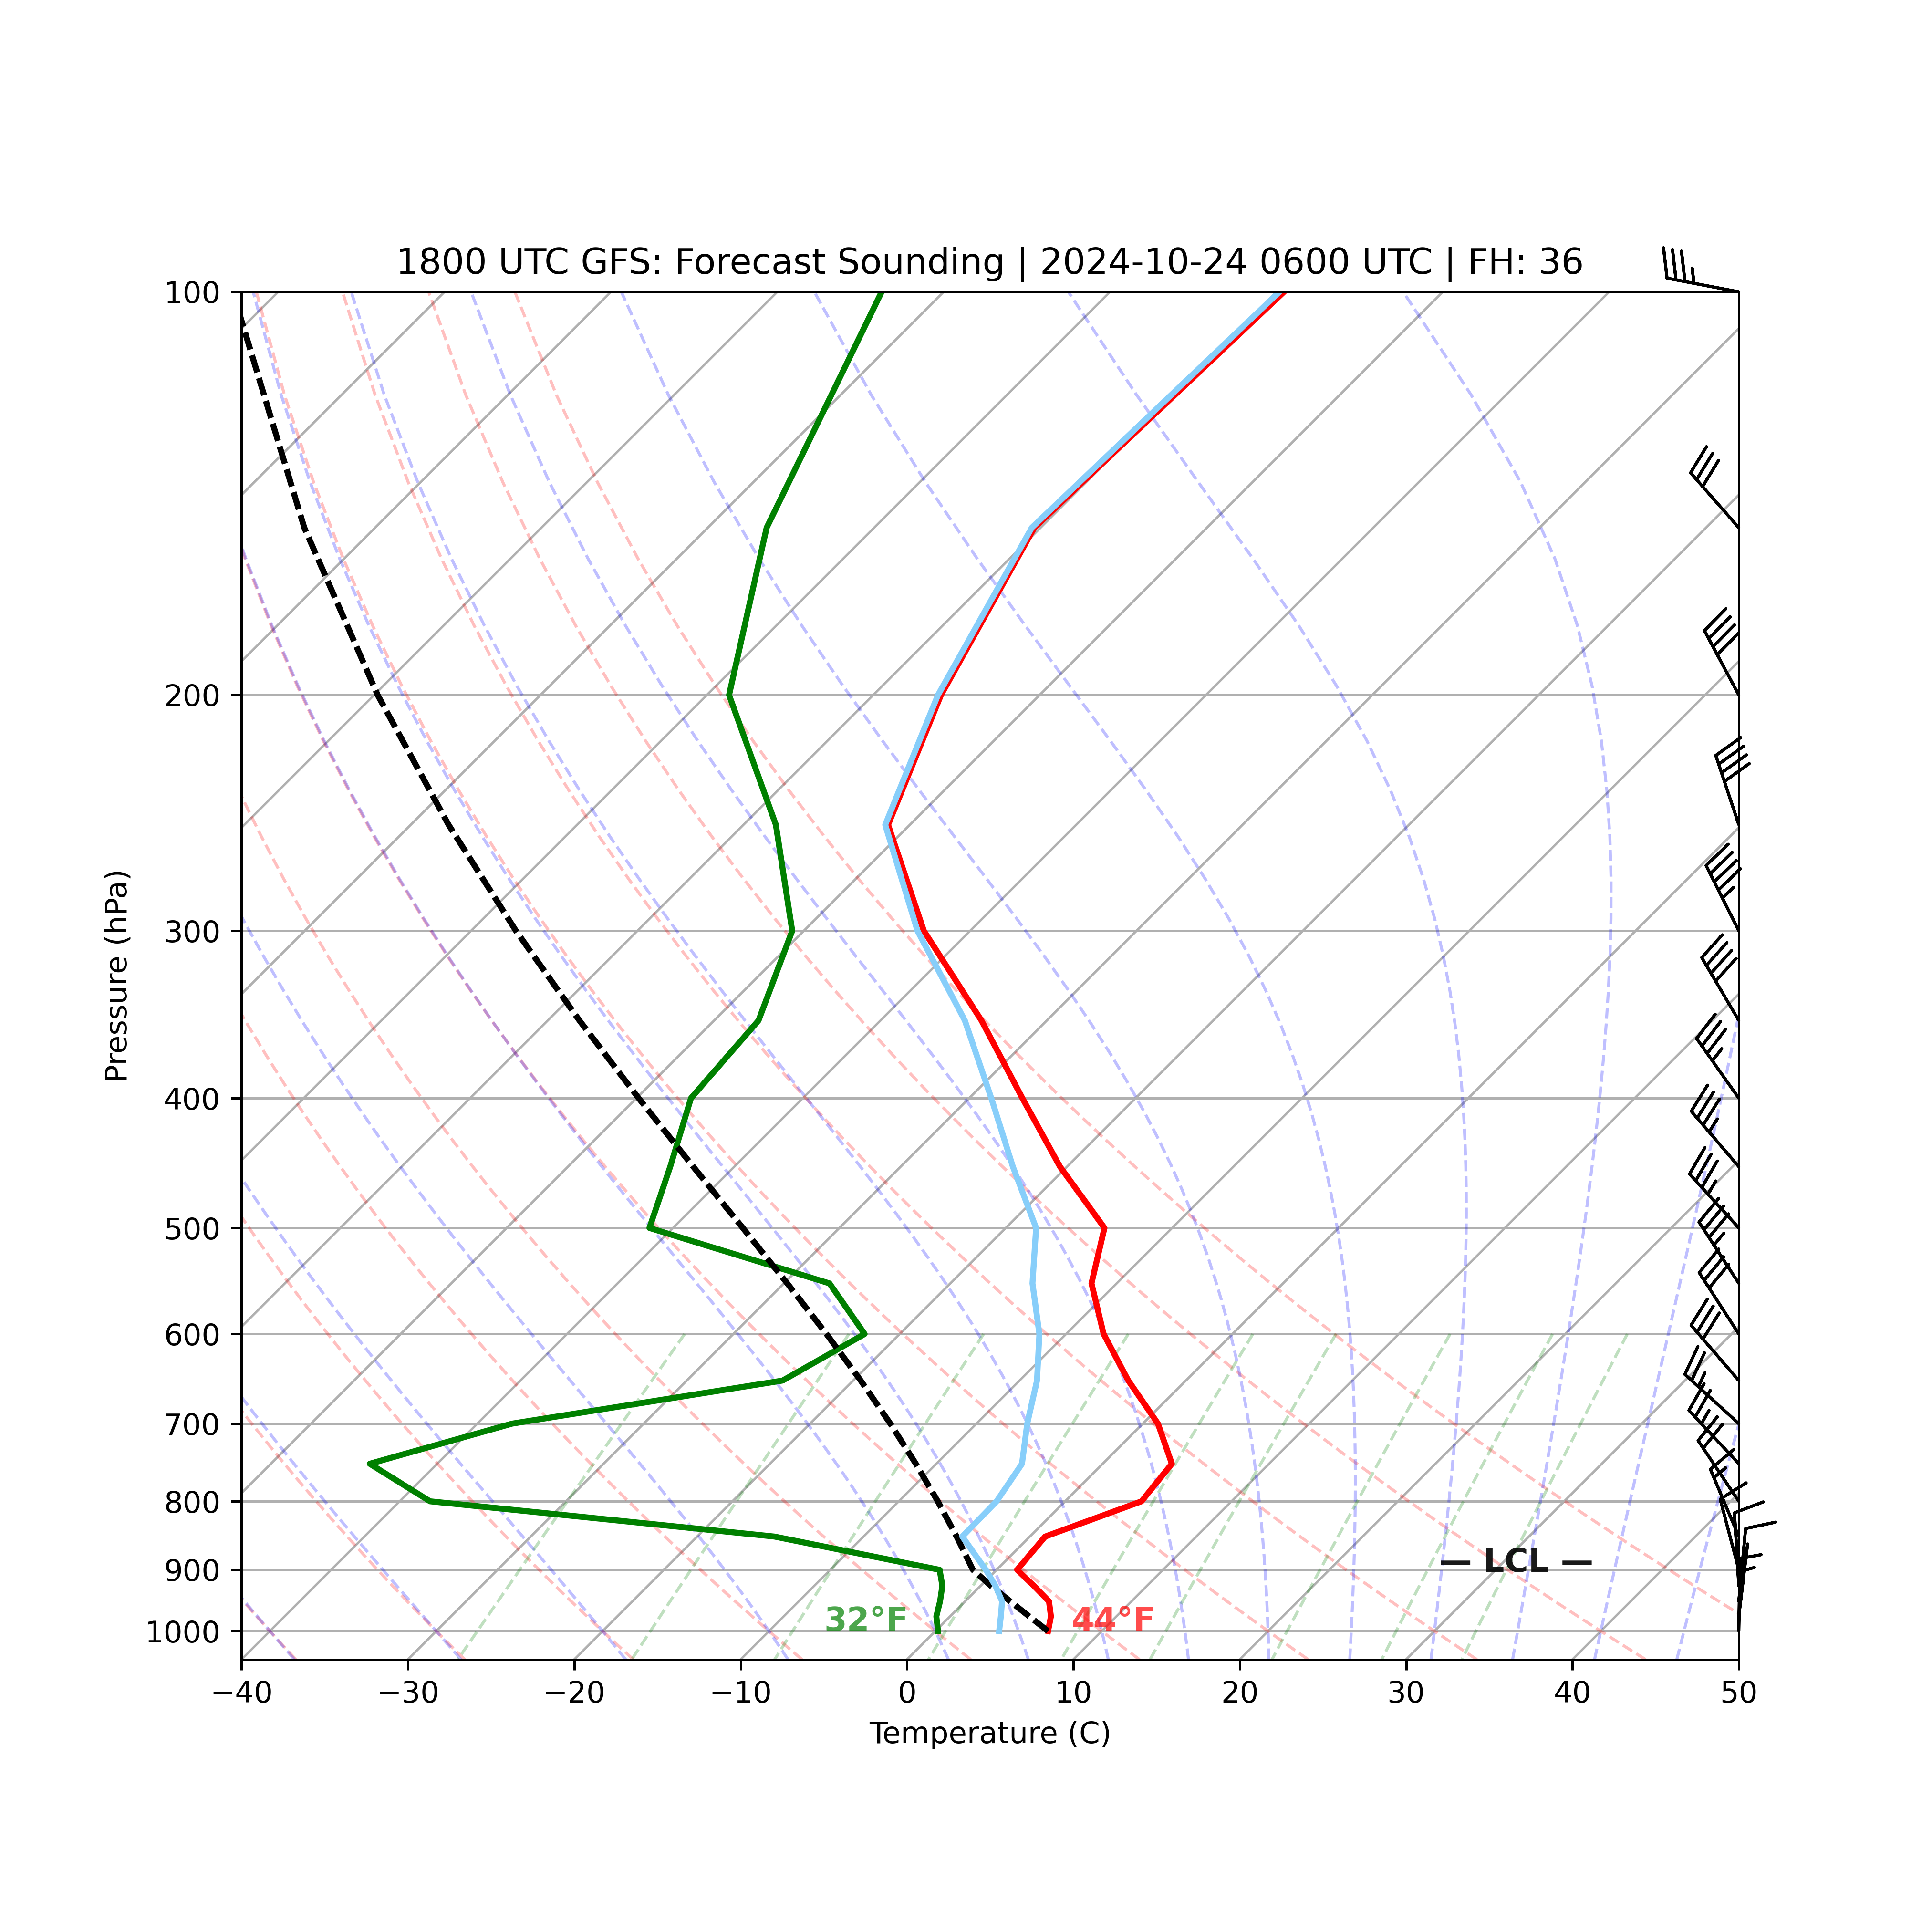 1800 UTC GFS: Forecast Sounding | 2024-10-24 0600 UTC | FH: 36
100
200
300
400
500
600
700
800
900
1000
Pressure (hPa)
— LCL —
32°F
44°F
−40 −30 −20 −10 0 10 20 30 40 50
Temperature (C)